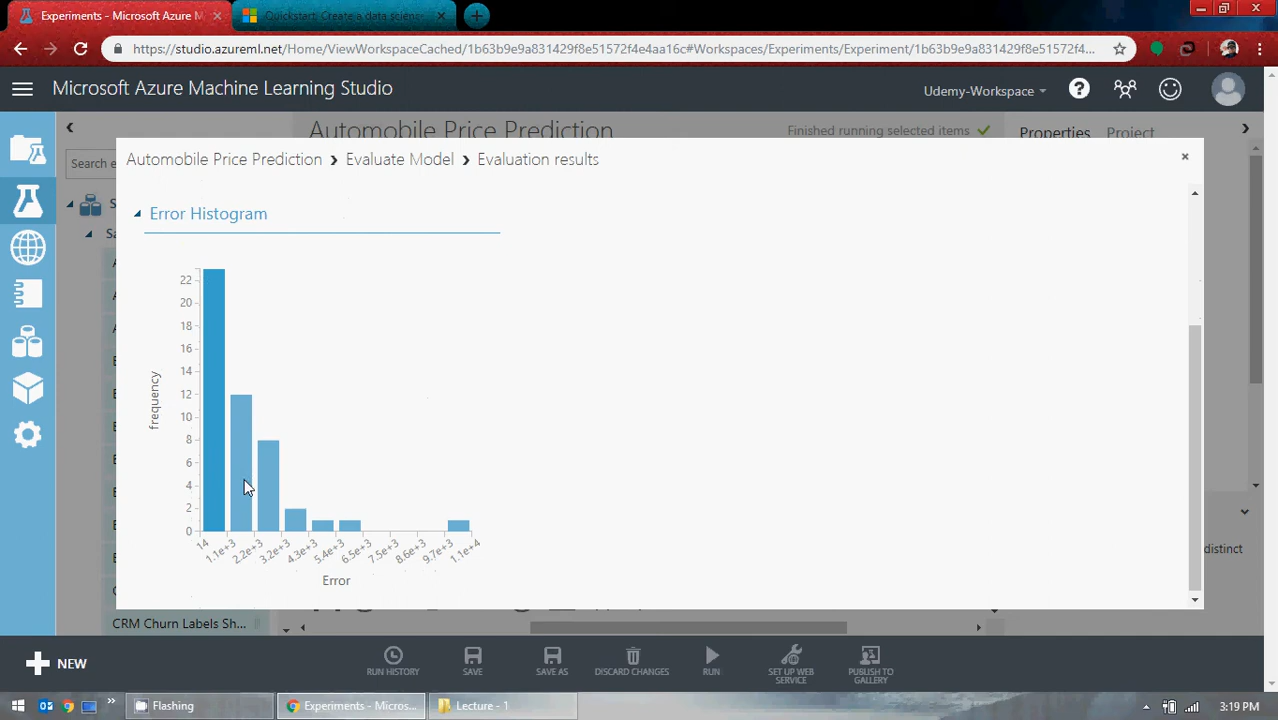 Experiments - Microsoft Azure M
Quickstart: Create a data science
https://studio.azureml.net/Home/ViewWorkspaceCached/1b63b9e9a831429f8e51572f4e4aa16c#Workspaces/Experiments/Experiment/1b63b9e9a831429f8e51572f4...
Microsoft Azure Machine Learning Studio
Udemy-Workspace
Automobile Price Prediction
Finished running selected items
Properties Project
Search e
Automobile Price Prediction > Evaluate Model > Evaluation results
Error Histogram
frequency
22
20
18
16
14
12
10
8
6
4
2
0
14 1.1e+3 2.2e+3 3.2e+3 4.3e+3 5.4e+3 6.5e+3 7.5e+3 8.6e+3 9.7e+3 1.1e+4
Error
distinct
CRM Churn Labels Sh...
NEW
RUN HISTORY
SAVE
SAVE AS
DISCARD CHANGES
RUN
SET UP WEB SERVICE
PUBLISH TO GALLERY
Flashing
Experiments - Micros...
Lecture - 1
3:19 PM